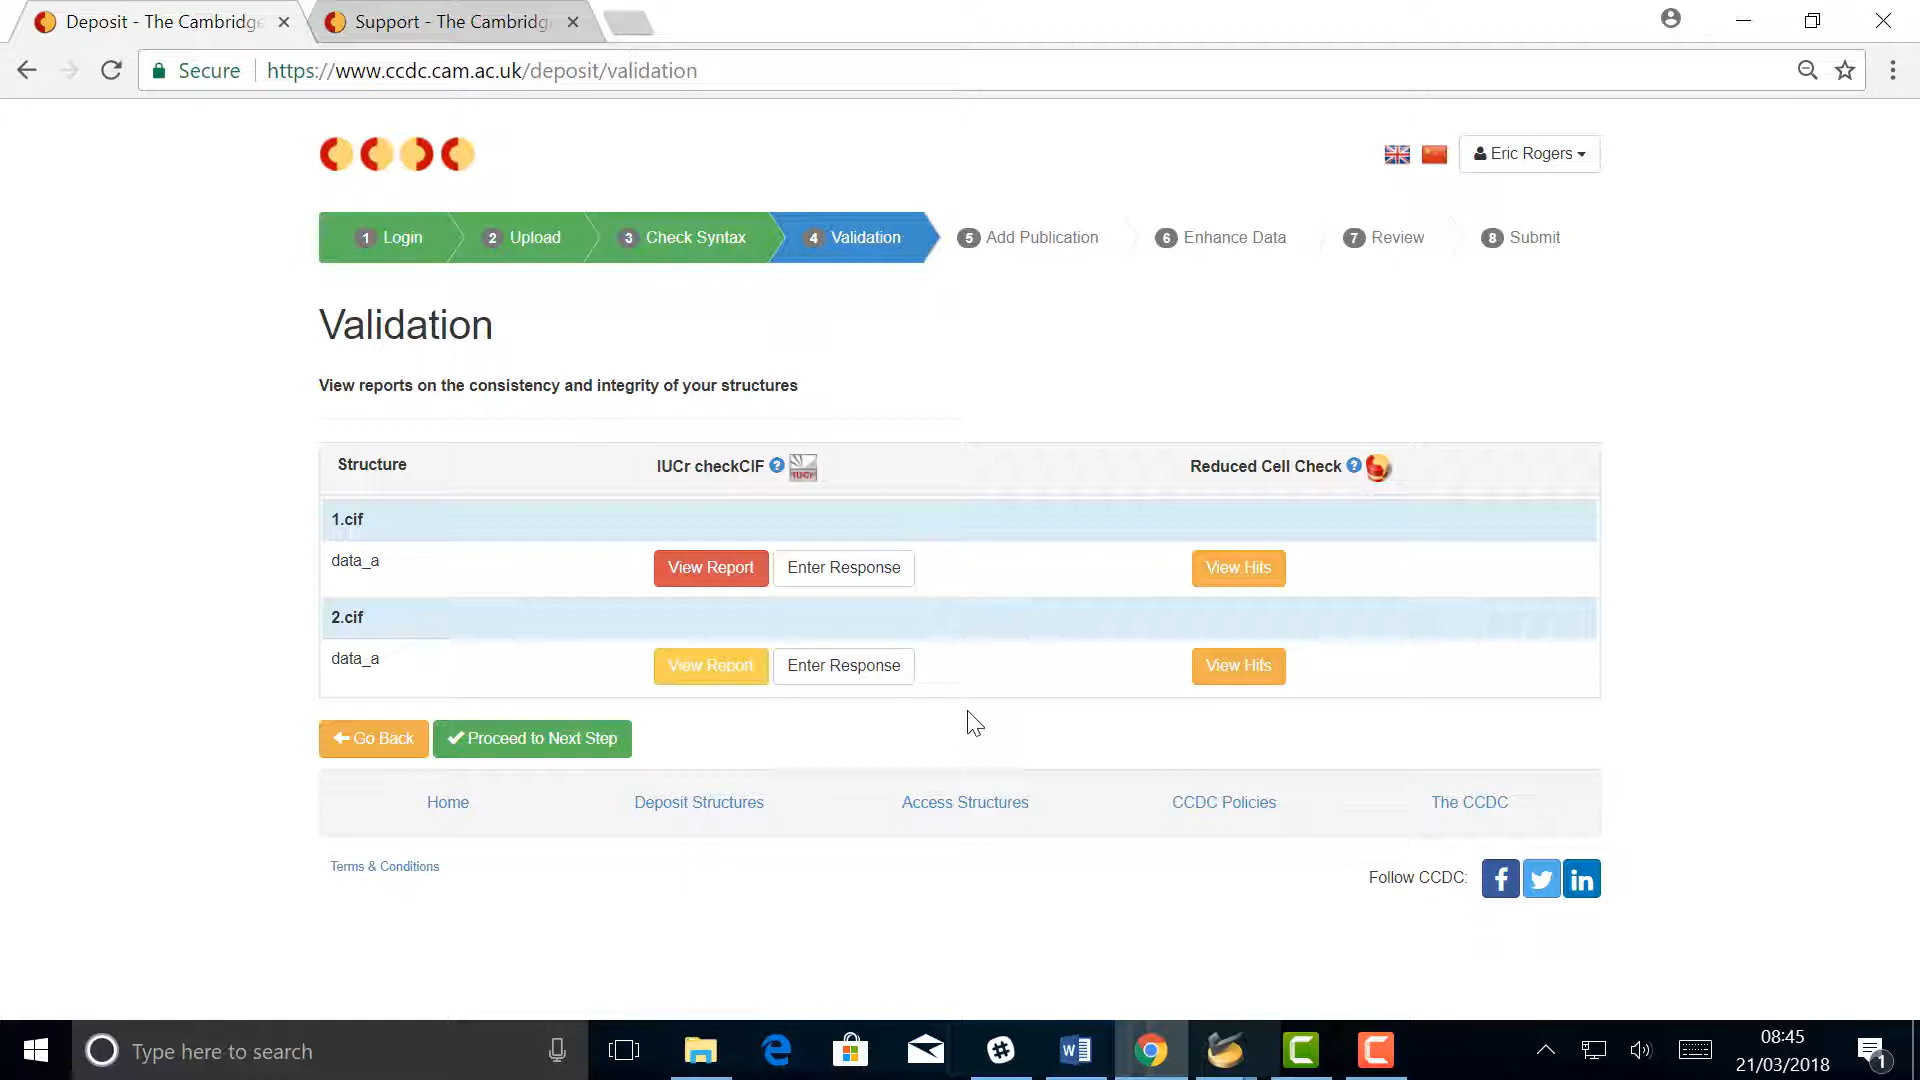 Deposit - The Cambridge
Support - The Cambridg
Secure
https://www.ccdc.cam.ac.uk/deposit/validation
Eric Rogers
1 Login
2 Upload
3 Check Syntax
4 Validation
5 Add Publication
6 Enhance Data
7 Review
8 Submit
Validation
View reports on the consistency and integrity of your structures
Structure
IUCr checkCIF ?
IUCr
Reduced Cell Check ?
1.cif
data_a
View Report
Enter Response
View Hits
2.cif
data_a
View Report
Enter Response
View Hits
Go Back
Proceed to Next Step
Home
Deposit Structures
Access Structures
CCDC Policies
The CCDC
Terms & Conditions
Follow CCDC:
Type here to search
08:45
21/03/2018
1